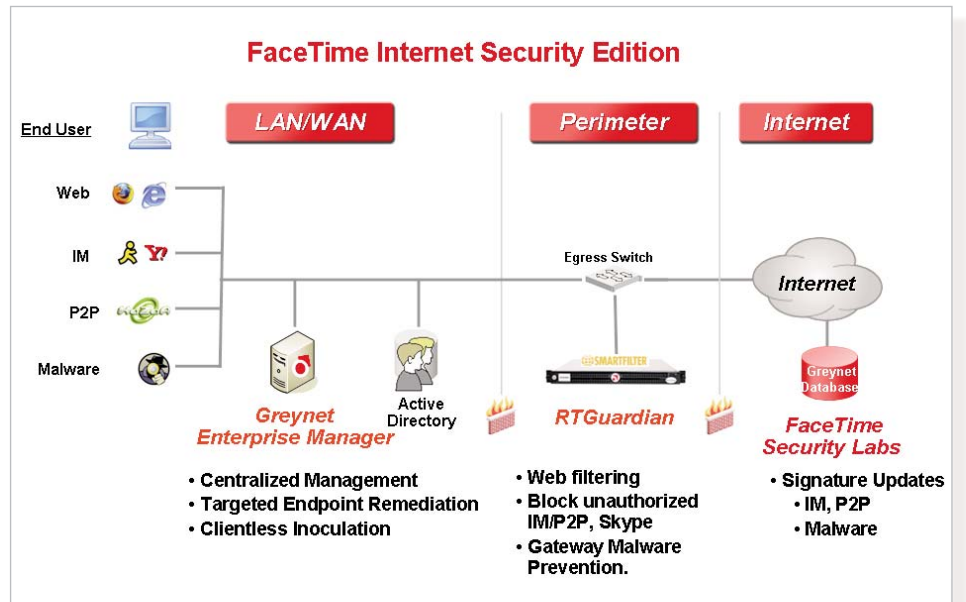 FaceTime Internet Security Edition
End User
LAN/WAN
Perimeter
Internet
Web
IM
Y!
P2P
Malware
Egress Switch
Internet
SMARTFILTER
Greynet
Database
Greynet
Enterprise Manager
Active
Directory
RTGuardian
FaceTime
Security Labs
• Centralized Management
• Targeted Endpoint Remediation
• Clientless Inoculation
• Web filtering
• Block unauthorized
IM/P2P, Skype
• Gateway Malware
Prevention.
• Signature Updates
• IM, P2P
• Malware